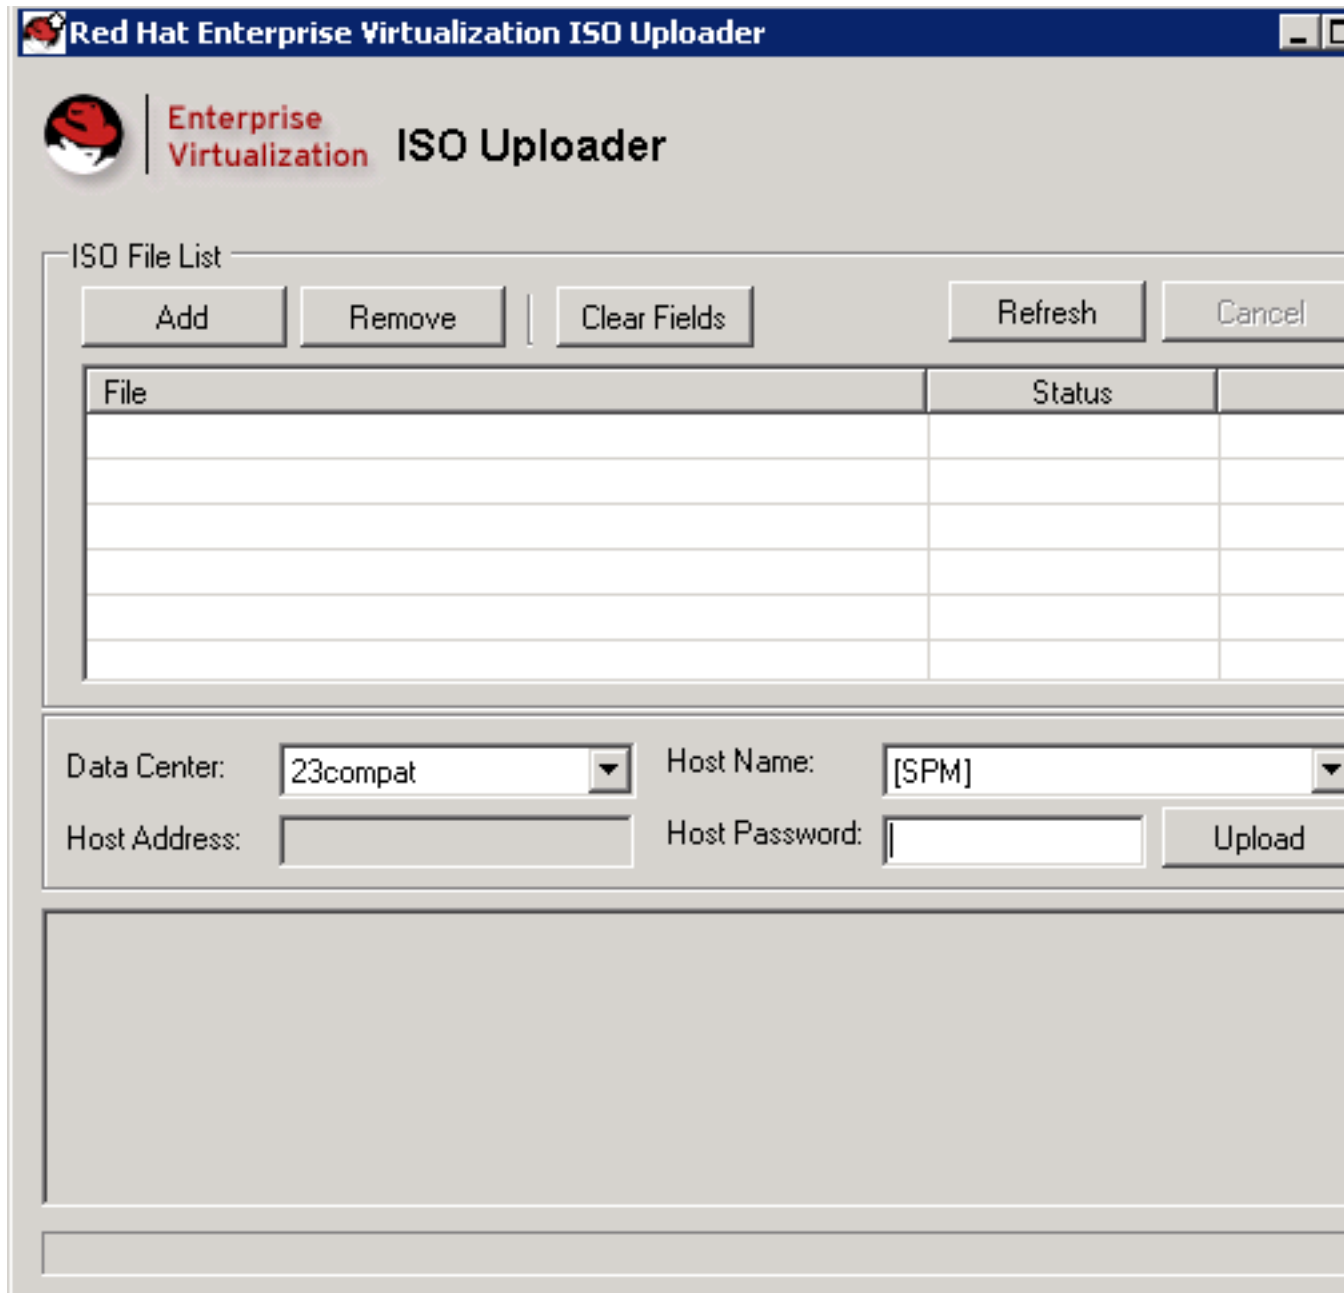 Red Hat Enterprise Virtualization ISO Uploader
Enterprise
Virtualization
ISO Uploader
ISO File List
Add
Remove
Clear Fields
Refresh
Cancel
File
Status
Data Center:
23compat
Host Name:
[SPM]
Host Address:
Host Password:
Upload